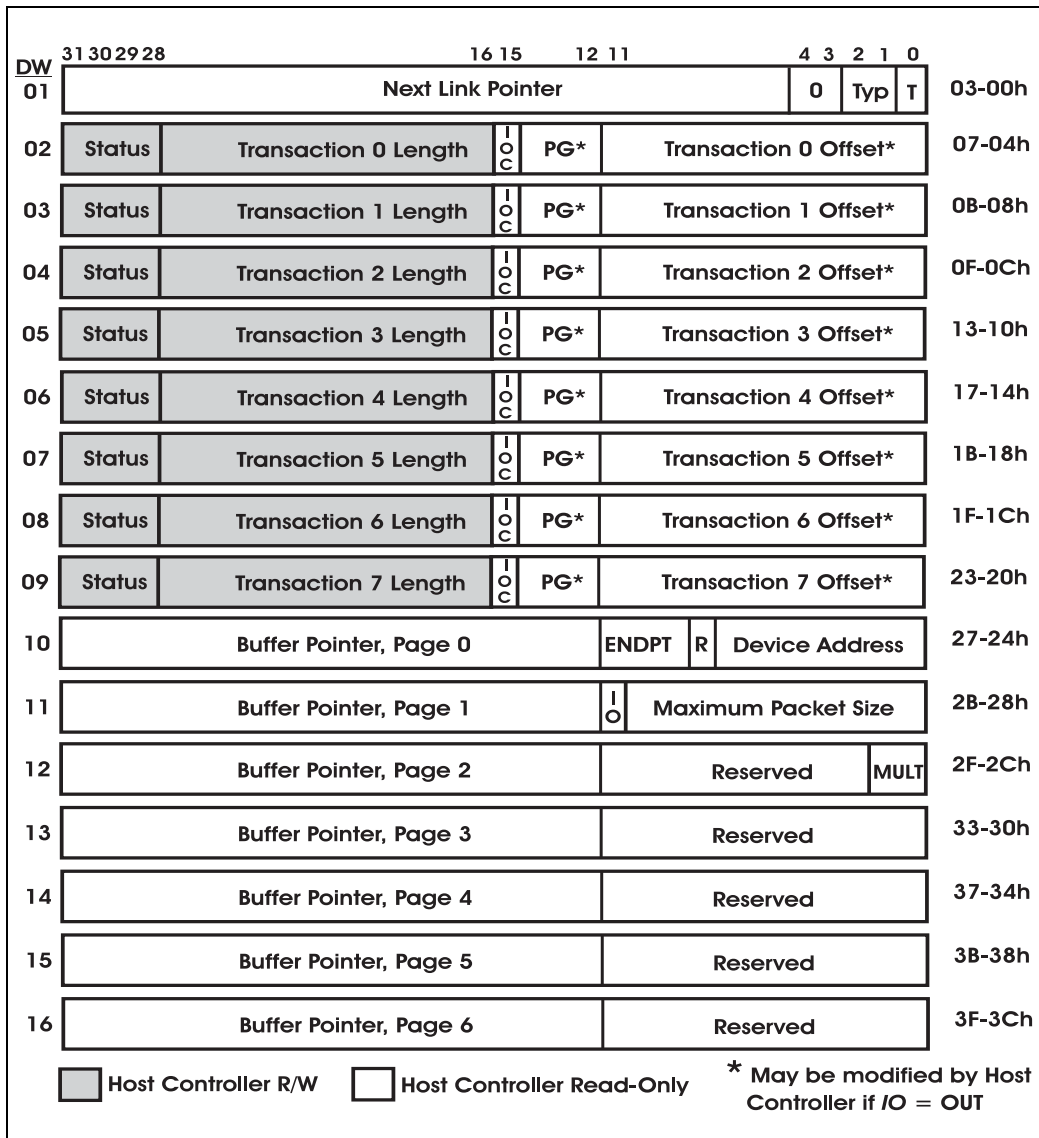 31 30 29 28 16 15 12 11 4 3 2 1 0
DW
01 Next Link Pointer 0 Typ T 03-00h
02 Status Transaction 0 Length IOC PG* Transaction 0 Offset* 07-04h
03 Status Transaction 1 Length IOC PG* Transaction 1 Offset* 0B-08h
04 Status Transaction 2 Length IOC PG* Transaction 2 Offset* 0F-0Ch
05 Status Transaction 3 Length IOC PG* Transaction 3 Offset* 13-10h
06 Status Transaction 4 Length IOC PG* Transaction 4 Offset* 17-14h
07 Status Transaction 5 Length IOC PG* Transaction 5 Offset* 1B-18h
08 Status Transaction 6 Length IOC PG* Transaction 6 Offset* 1F-1Ch
09 Status Transaction 7 Length IOC PG* Transaction 7 Offset* 23-20h
10 Buffer Pointer, Page 0 ENDPT R Device Address 27-24h
11 Buffer Pointer, Page 1 IO Maximum Packet Size 2B-28h
12 Buffer Pointer, Page 2 Reserved MULT 2F-2Ch
13 Buffer Pointer, Page 3 Reserved 33-30h
14 Buffer Pointer, Page 4 Reserved 37-34h
15 Buffer Pointer, Page 5 Reserved 3B-38h
16 Buffer Pointer, Page 6 Reserved 3F-3Ch
Host Controller R/W Host Controller Read-Only * May be modified by Host
Controller if IO = OUT